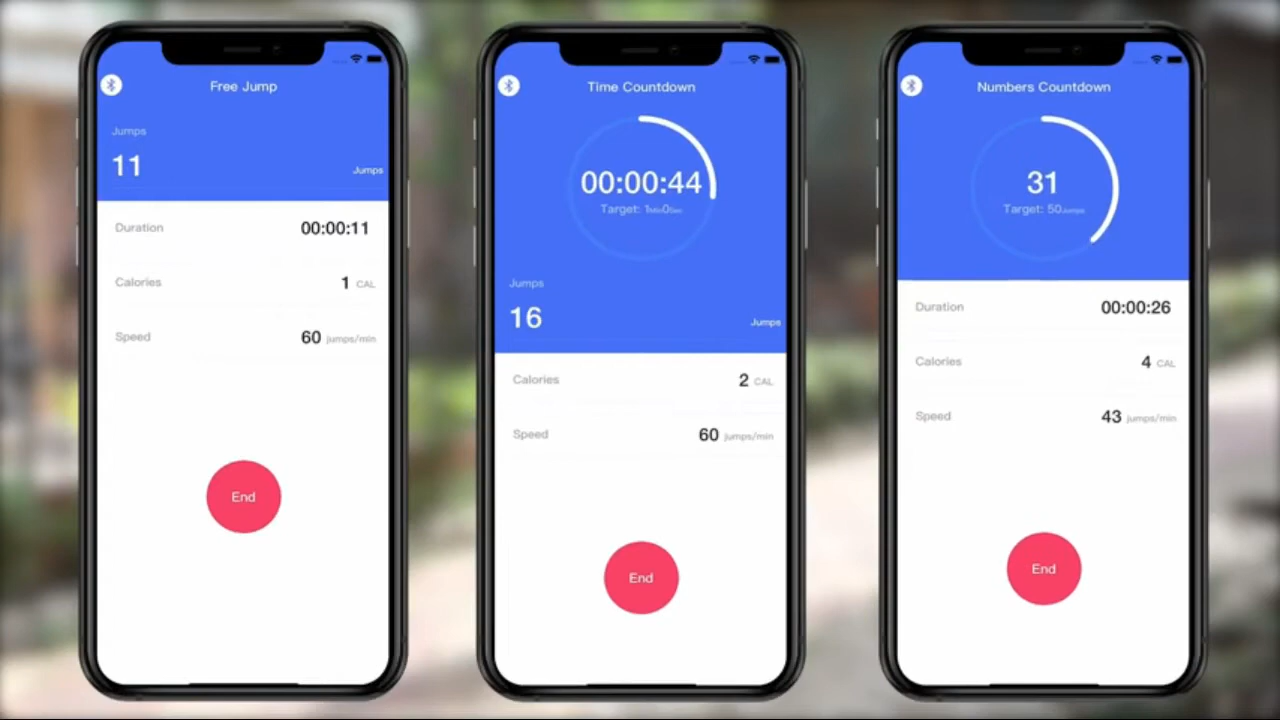 Free Jump
Jumps
11
Jumps
Duration 00:00:11
Calories 1 CAL
Speed 60 jumps/min
End
Time Countdown
00:00:44
Target: 1Min0Sec
Jumps
16
Jumps
Calories 2 CAL
Speed 60 jumps/min
End
Numbers Countdown
31
Target: 50Jumps
Duration 00:00:26
Calories 4 CAL
Speed 43 jumps/min
End